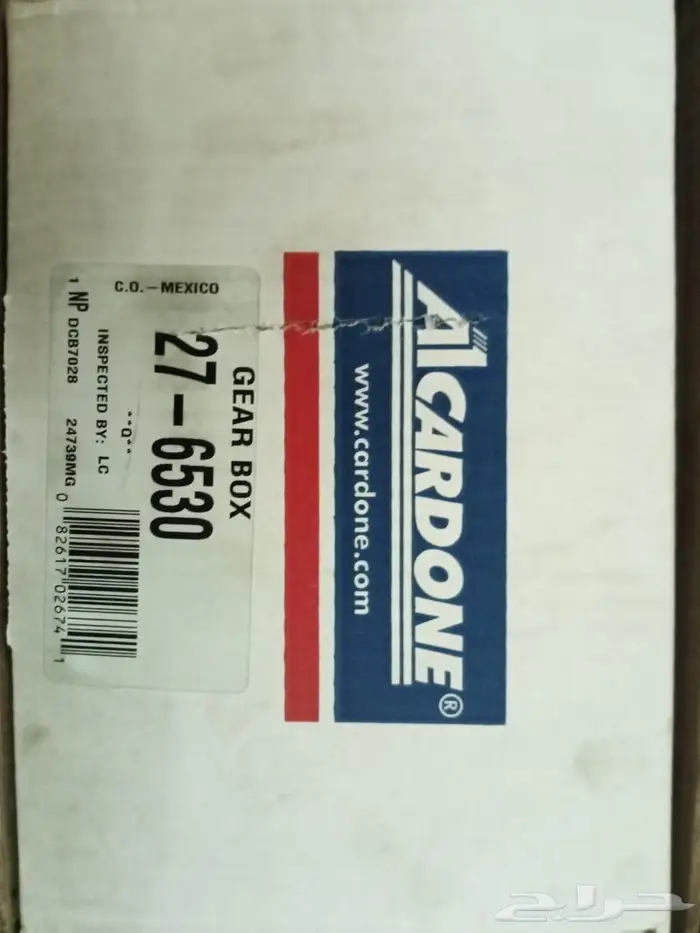 A1 CARDONE®
www.cardone.com
GEAR BOX
27-6530
C.O.-MEXICO
**Q**
INSPECTED BY: LC
1 NP DCB7028 24739MG
0 82617 02674 1
حراج